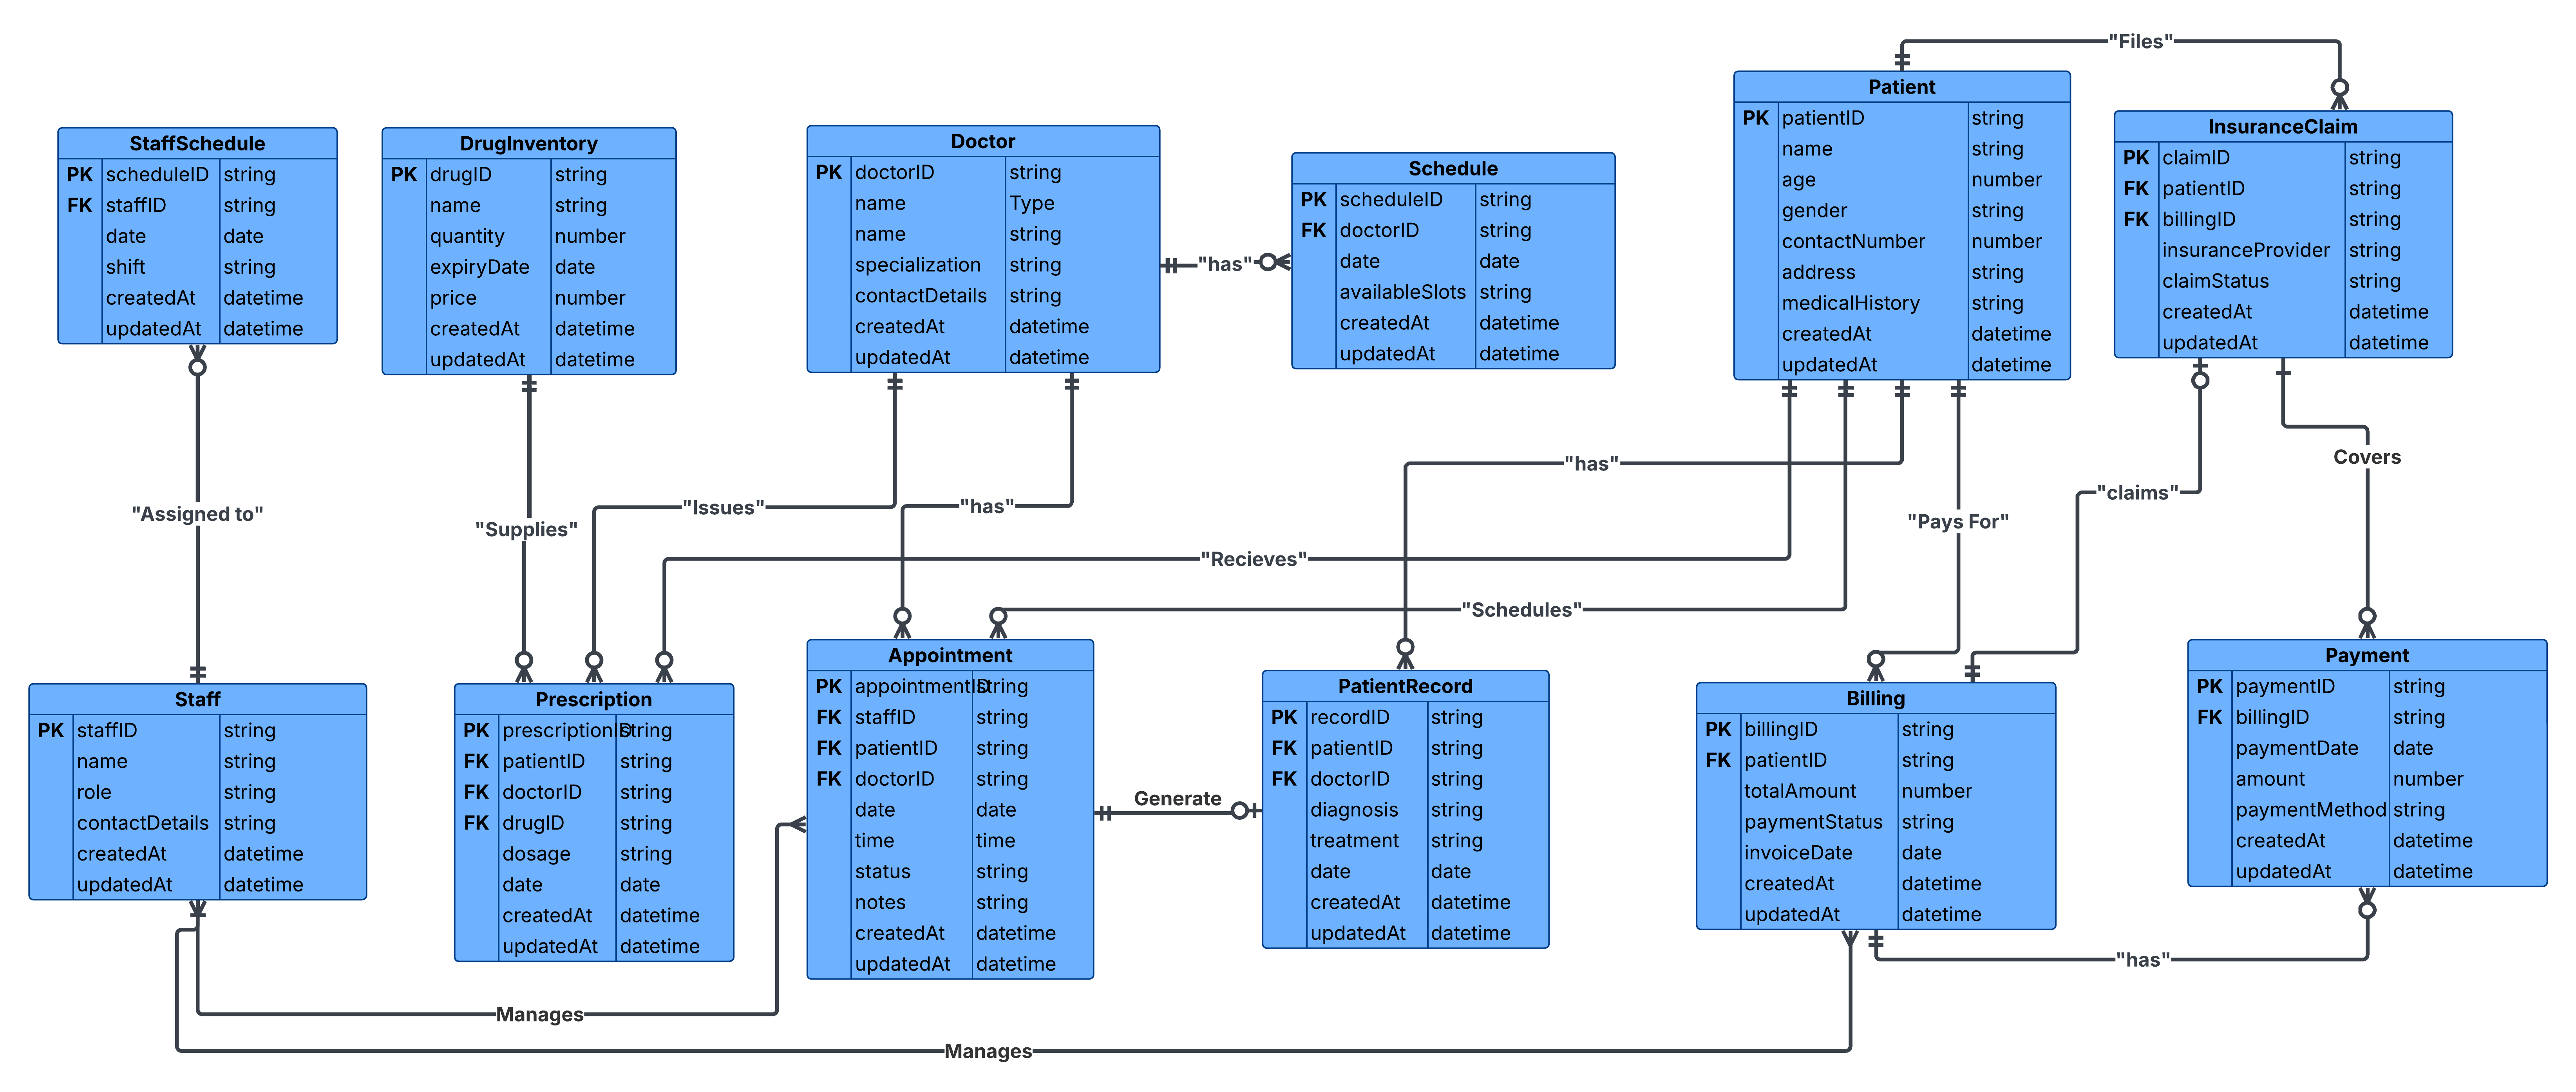 "Files"
StaffSchedule
PK scheduleID string
FK staffID string
date date
shift string
createdAt datetime
updatedAt datetime
DrugInventory
PK drugID string
name string
quantity number
expiryDate date
price number
createdAt datetime
updatedAt datetime
Doctor
PK doctorID string
name Type
name string
specialization string
contactDetails string
createdAt datetime
updatedAt datetime
"has"
Schedule
PK scheduleID string
FK doctorID string
date date
availableSlots string
createdAt datetime
updatedAt datetime
Patient
PK patientID string
name string
age number
gender string
contactNumber number
address string
medicalHistory string
createdAt datetime
updatedAt datetime
InsuranceClaim
PK claimID string
FK patientID string
FK billingID string
insuranceProvider string
claimStatus string
createdAt datetime
updatedAt datetime
"Assigned to"
"Supplies"
"Issues"
"has"
"has"
"Recieves"
"Schedules"
"Pays For"
"claims"
Covers
Staff
PK staffID string
name string
role string
contactDetails string
createdAt datetime
updatedAt datetime
Prescription
PK prescriptionID string
FK patientID string
FK doctorID string
FK drugID string
dosage string
date date
createdAt datetime
updatedAt datetime
Appointment
PK appointmentID string
FK staffID string
FK patientID string
FK doctorID string
date date
time time
status string
notes string
createdAt datetime
updatedAt datetime
Generate
PatientRecord
PK recordID string
FK patientID string
FK doctorID string
diagnosis string
treatment string
date date
createdAt datetime
updatedAt datetime
Billing
PK billingID string
FK patientID string
totalAmount number
paymentStatus string
invoiceDate date
createdAt datetime
updatedAt datetime
Payment
PK paymentID string
FK billingID string
paymentDate date
amount number
paymentMethod string
createdAt datetime
updatedAt datetime
"has"
Manages
Manages